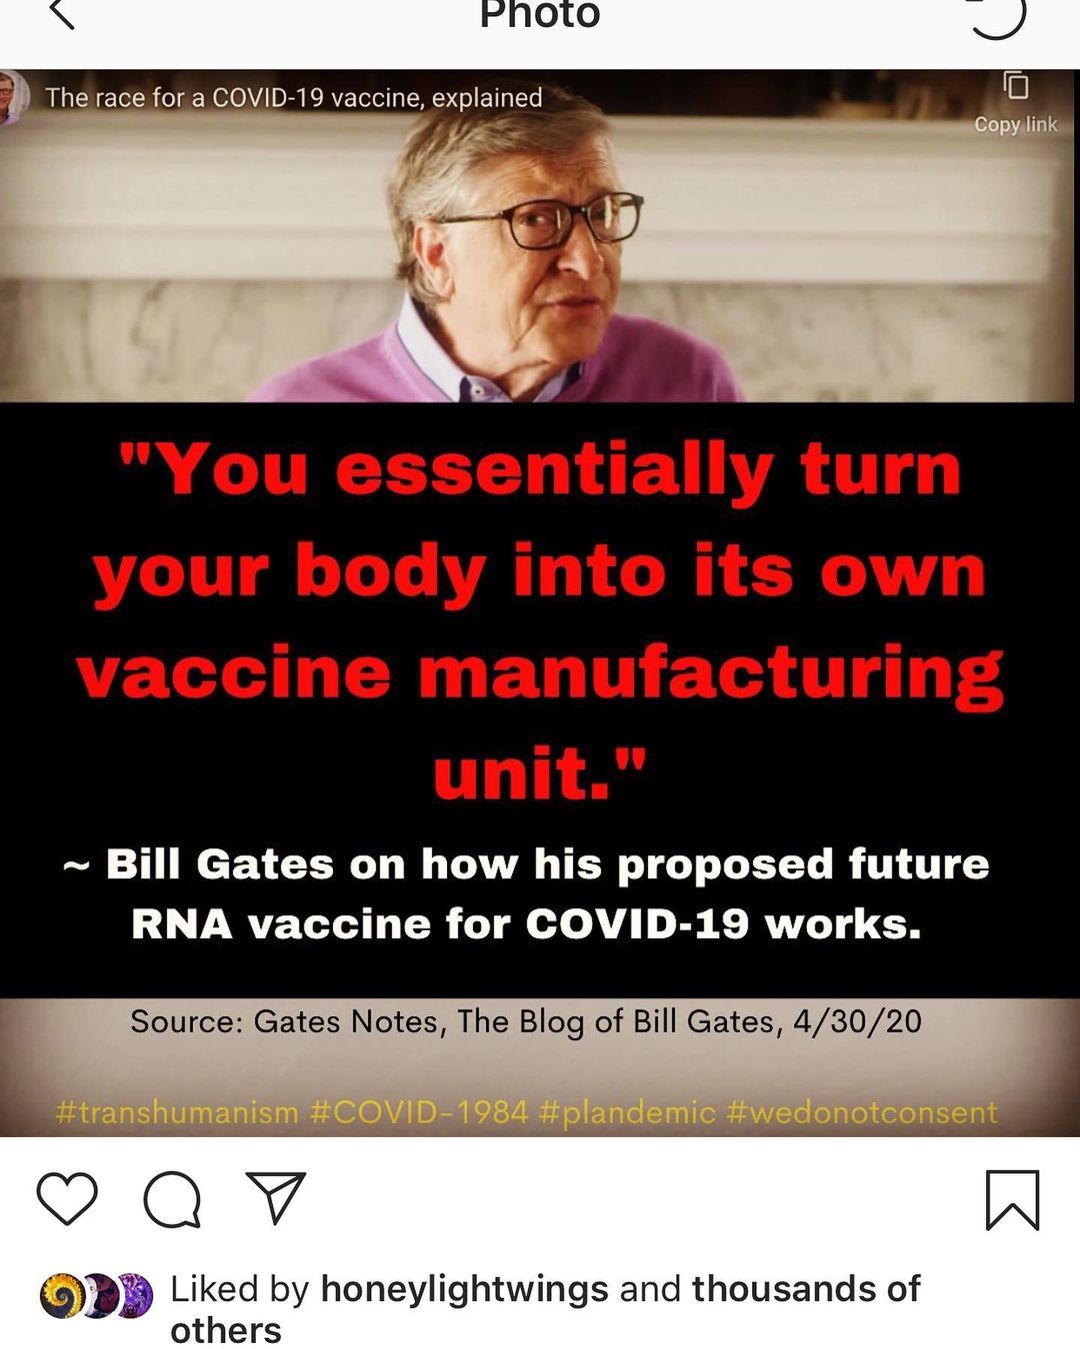 Photo
The race for a COVID-19 vaccine, explained
Copy link
"You essentially turn
your body into its own
vaccine manufacturing
unit."
~ Bill Gates on how his proposed future
RNA vaccine for COVID-19 works.
Source: Gates Notes, The Blog of Bill Gates, 4/30/20
#transhumanism #COVID-1984 #plandemic #wedonotconsent
Liked by honeylightwings and thousands of
others